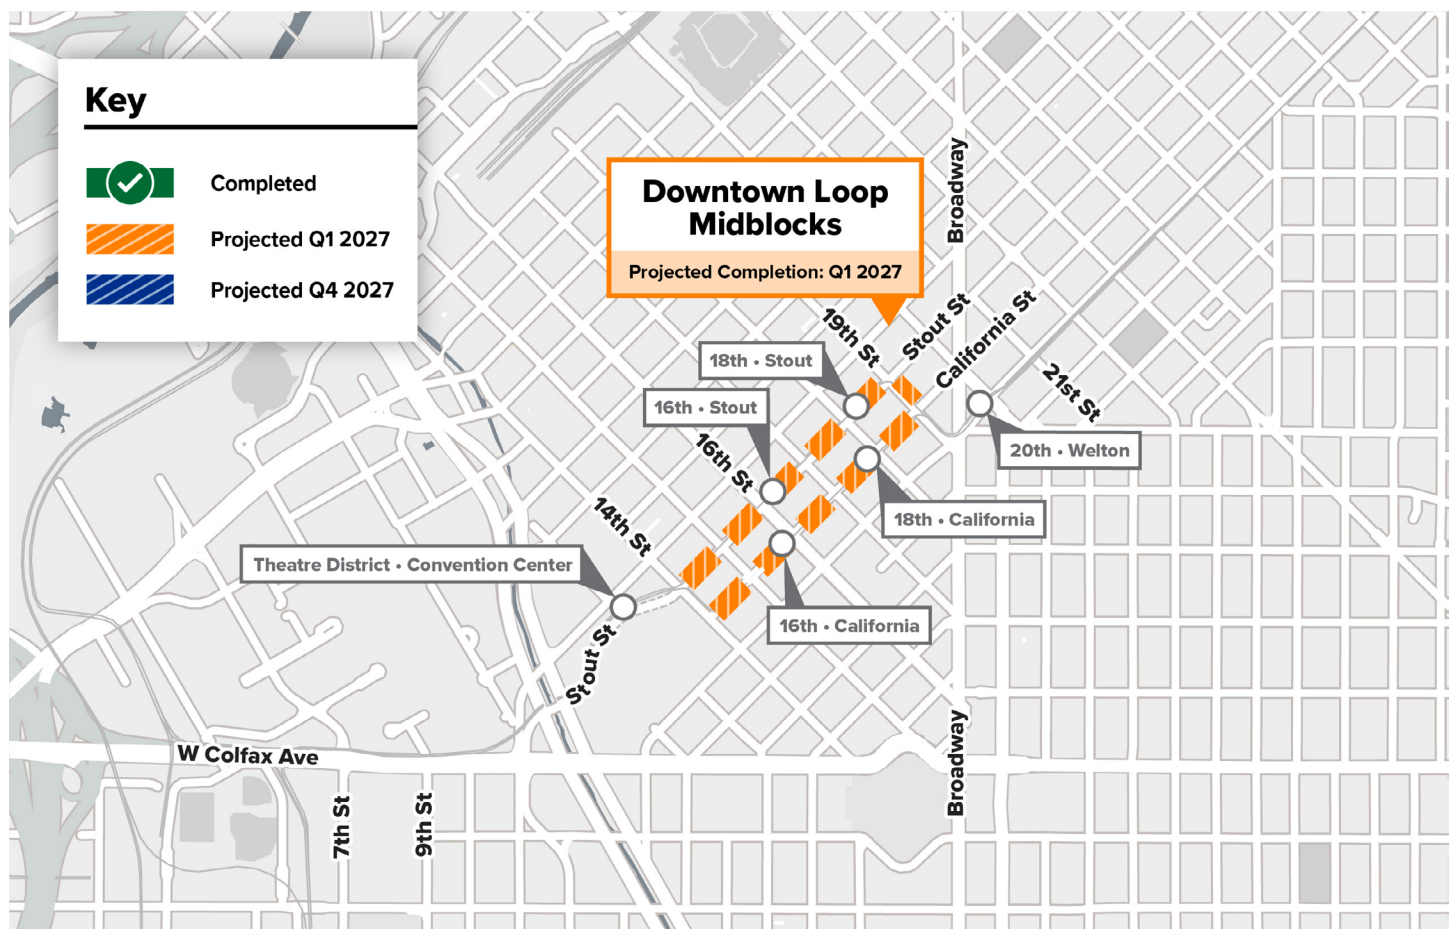 Key
Completed
Projected Q1 2027
Projected Q4 2027
Downtown Loop
Midblocks
Projected Completion: Q1 2027
Broadway
19th St
Stout St
California St
18th • Stout
16th • Stout
21st St
20th • Welton
16th St
18th • California
14th St
Theatre District • Convention Center
16th • California
Stout St
W Colfax Ave
Broadway
7th St
9th St